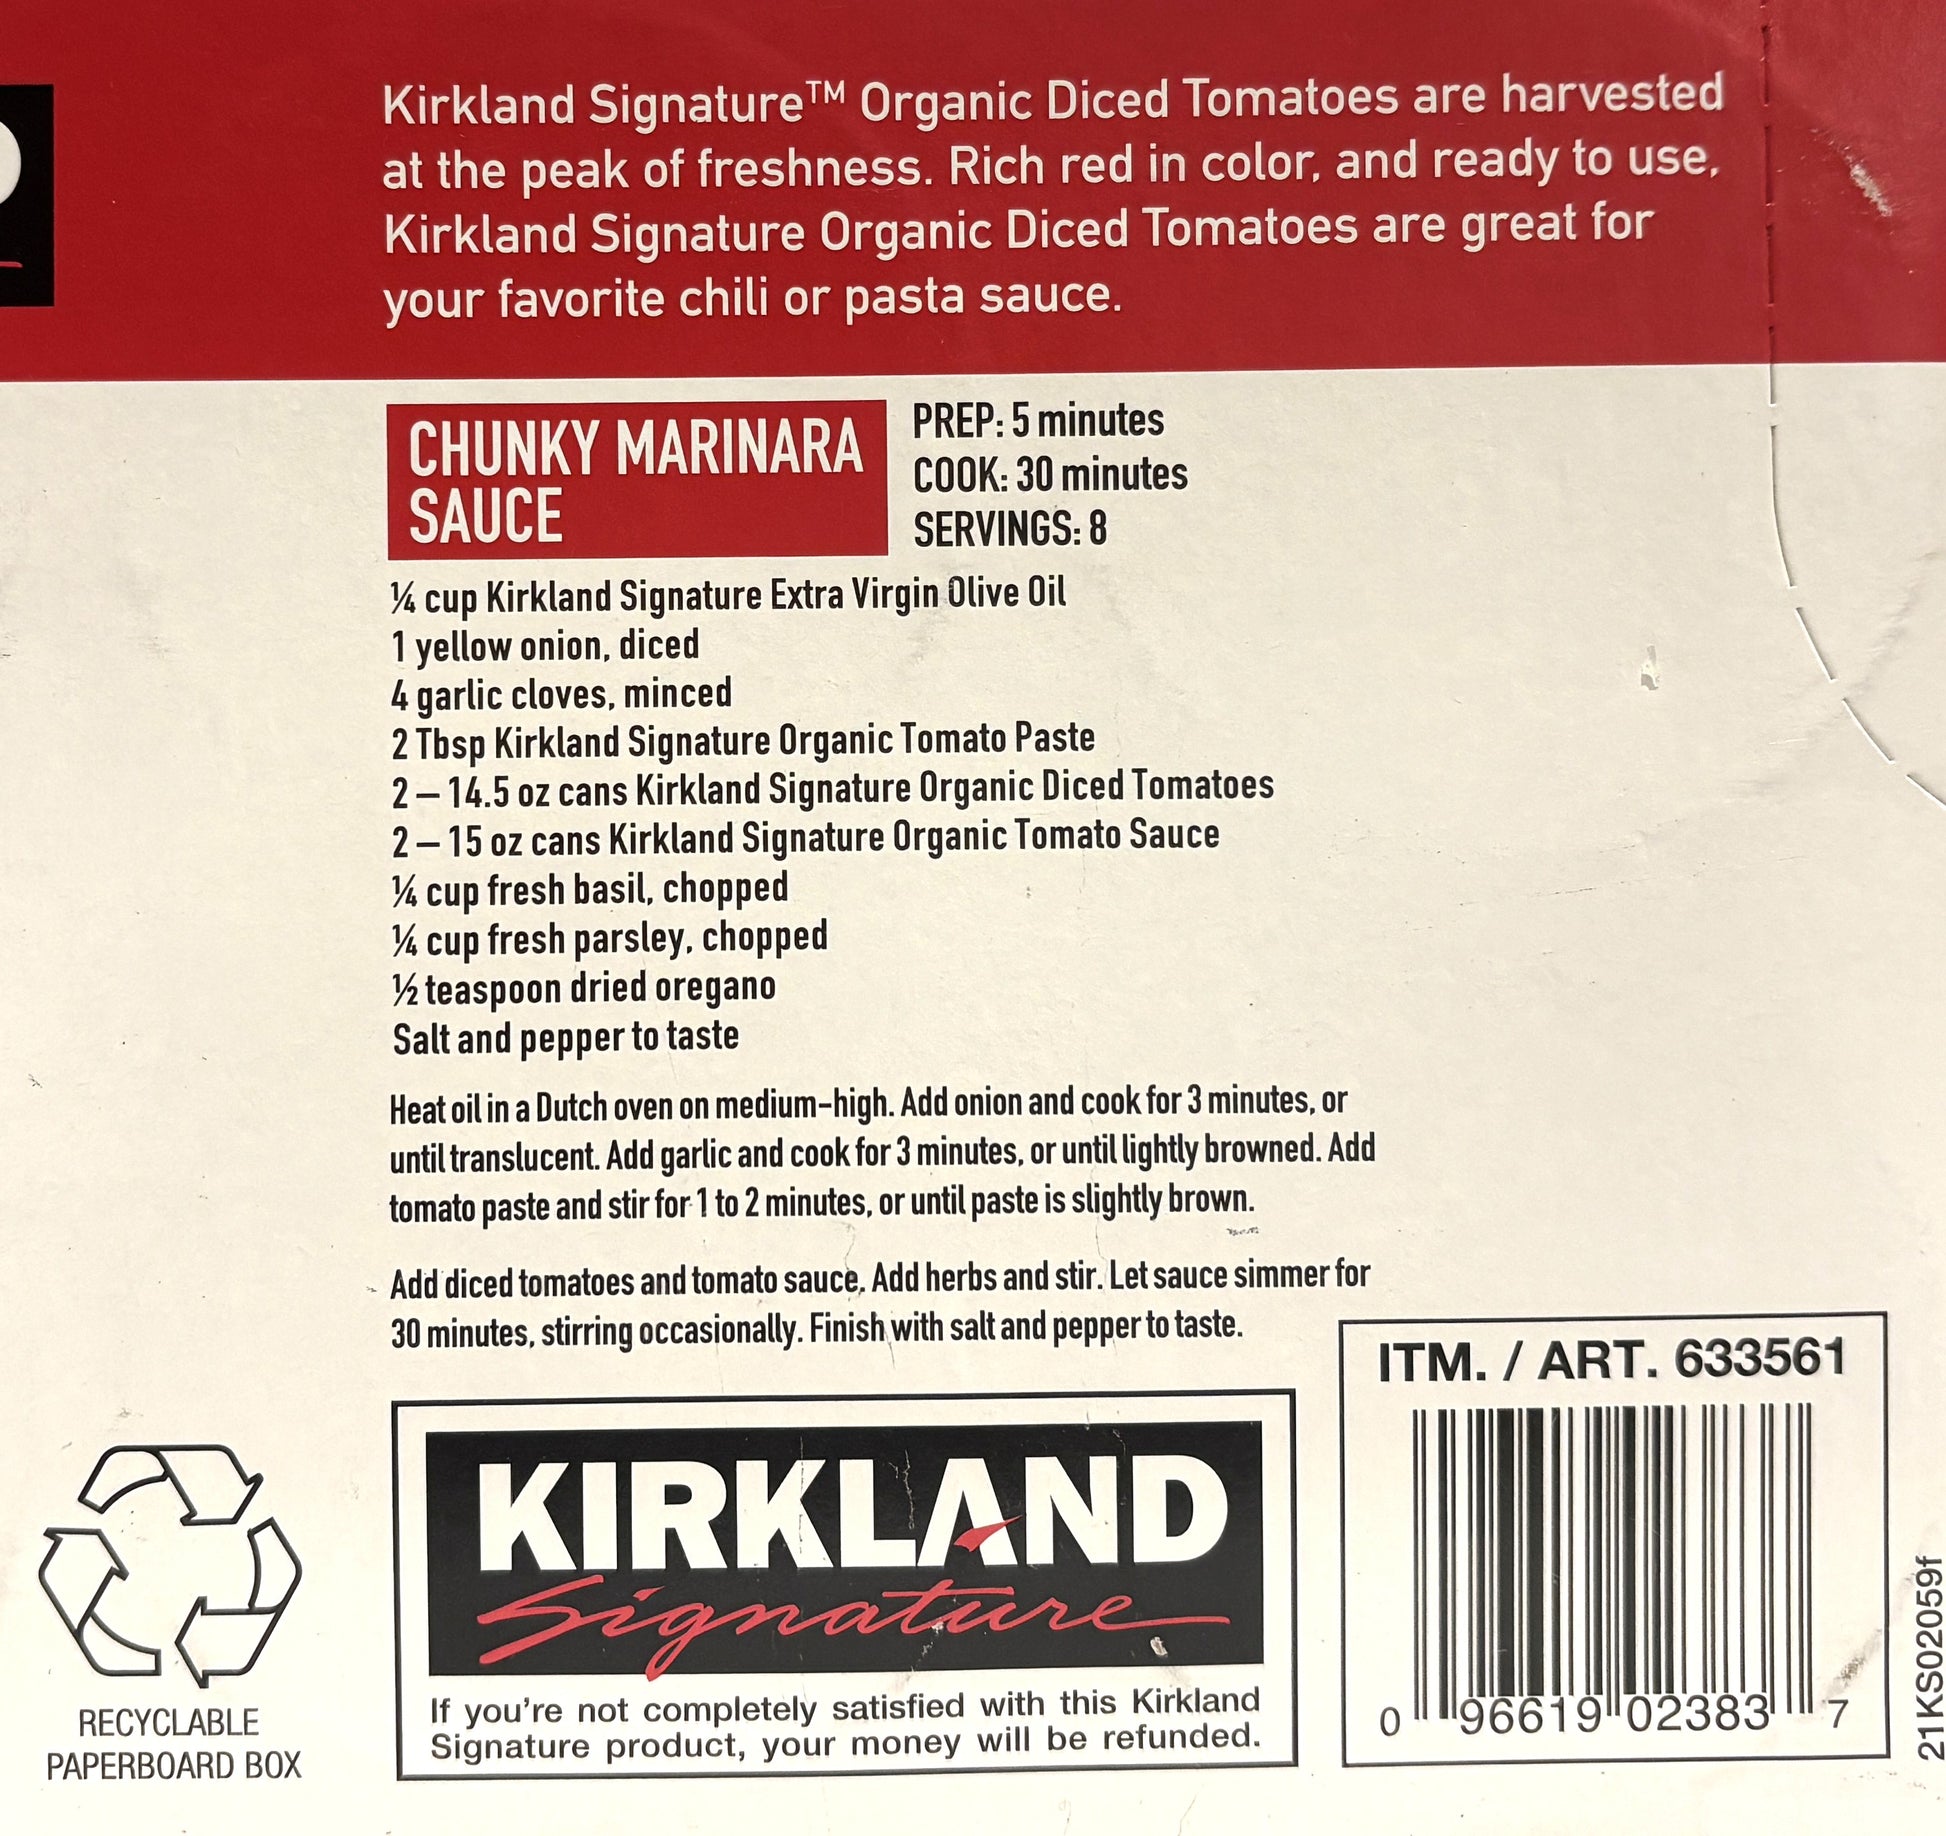 Kirkland Signature™ Organic Diced Tomatoes are harvested
at the peak of freshness. Rich red in color, and ready to use,
Kirkland Signature Organic Diced Tomatoes are great for
your favorite chili or pasta sauce.
CHUNKY MARINARA
SAUCE
PREP: 5 minutes
COOK: 30 minutes
SERVINGS: 8
¼ cup Kirkland Signature Extra Virgin Olive Oil
1 yellow onion, diced
4 garlic cloves, minced
2 Tbsp Kirkland Signature Organic Tomato Paste
2 – 14.5 oz cans Kirkland Signature Organic Diced Tomatoes
2 – 15 oz cans Kirkland Signature Organic Tomato Sauce
¼ cup fresh basil, chopped
¼ cup fresh parsley, chopped
½ teaspoon dried oregano
Salt and pepper to taste
Heat oil in a Dutch oven on medium-high. Add onion and cook for 3 minutes, or
until translucent. Add garlic and cook for 3 minutes, or until lightly browned. Add
tomato paste and stir for 1 to 2 minutes, or until paste is slightly brown.
Add diced tomatoes and tomato sauce. Add herbs and stir. Let sauce simmer for
30 minutes, stirring occasionally. Finish with salt and pepper to taste.
RECYCLABLE
PAPERBOARD BOX
KIRKLAND
Signature
If you're not completely satisfied with this Kirkland
Signature product, your money will be refunded.
ITM. / ART. 633561
0 96619 02383 7
21KS02059f